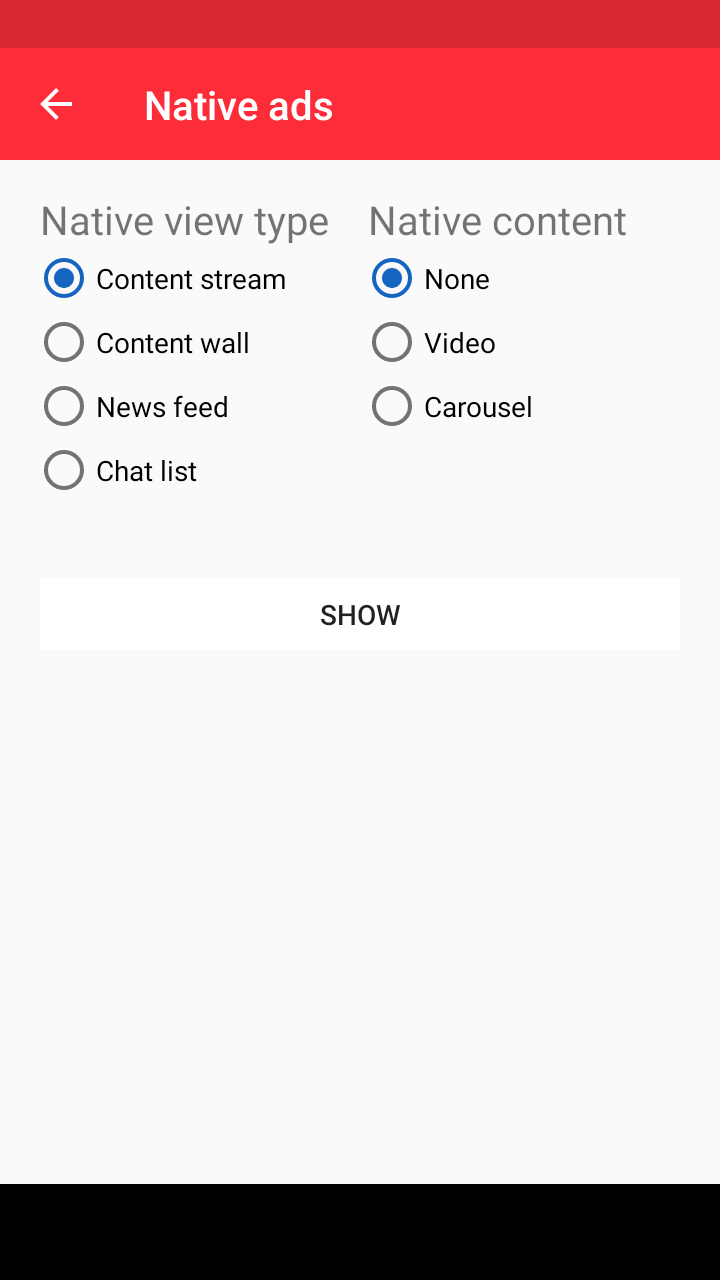 Native ads
Native view type
Content stream
Content wall
News feed
Chat list
Native content
None
Video
Carousel
SHOW